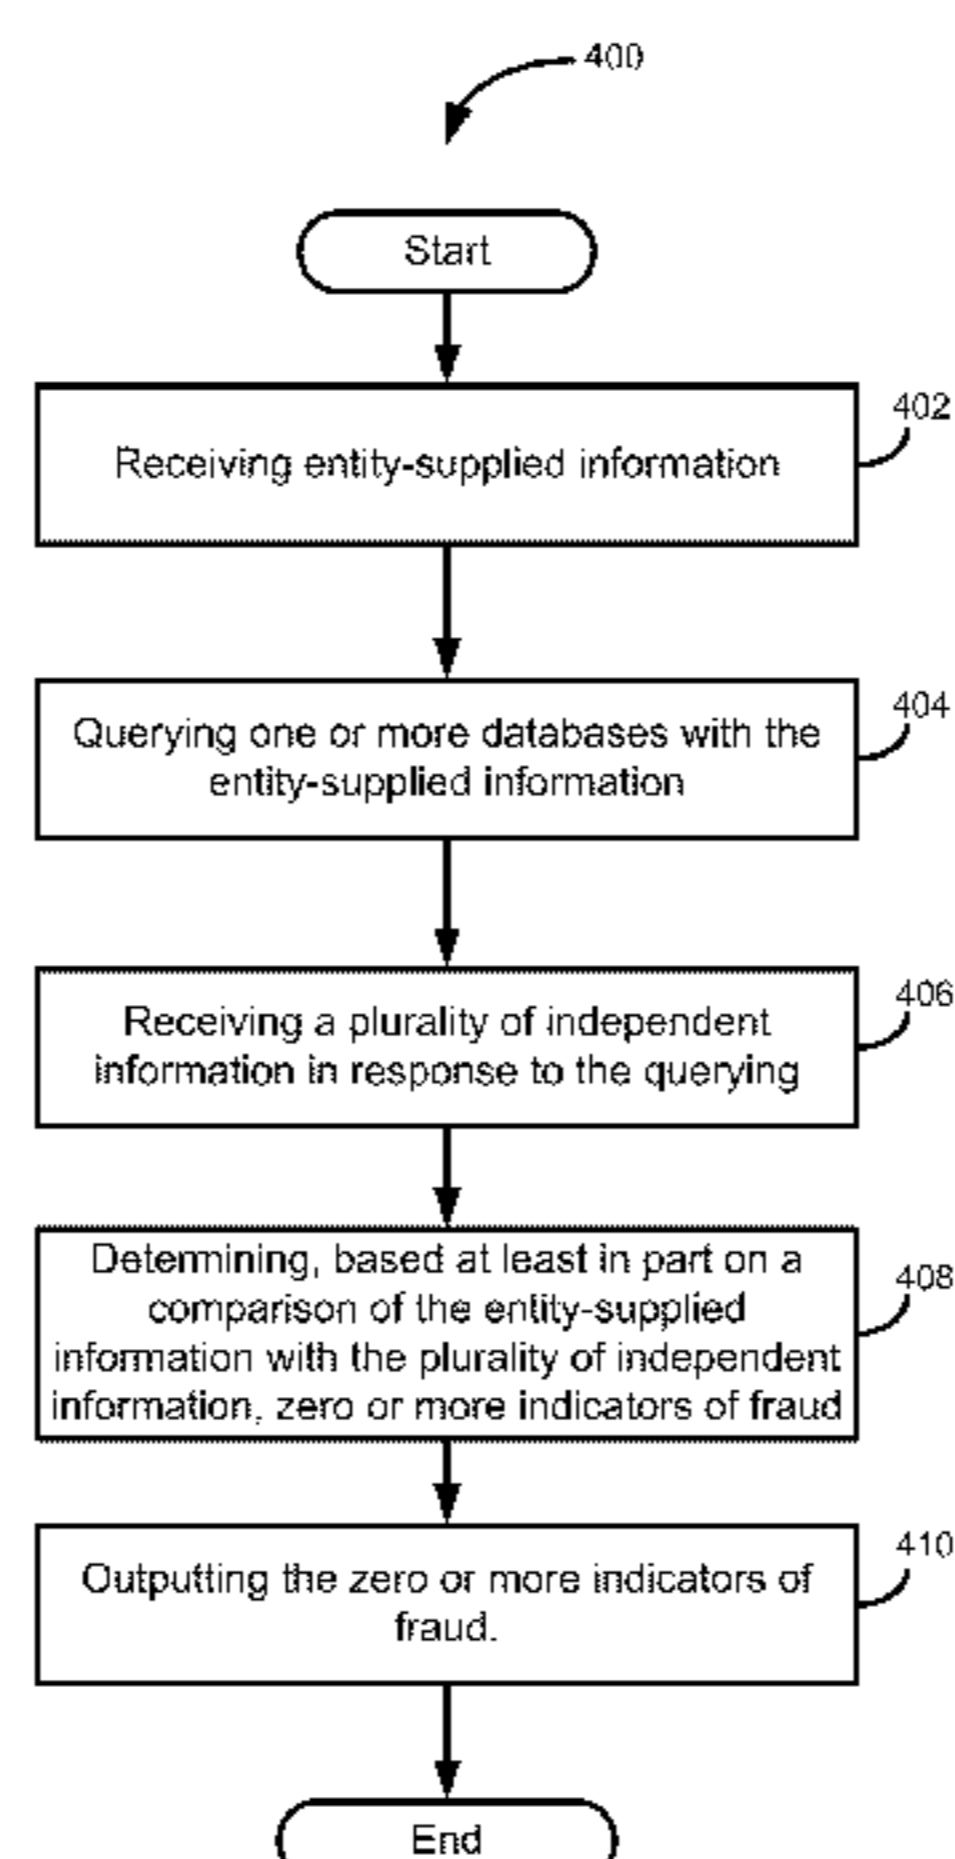 400
Start
402
Receiving entity-supplied information
404
Querying one or more databases with the
entity-supplied information
406
Receiving a plurality of independent
information in response to the querying
408
Determining, based at least in part on a
comparison of the entity-supplied
information with the plurality of independent
information, zero or more indicators of fraud
410
Outputting the zero or more indicators of
fraud.
End